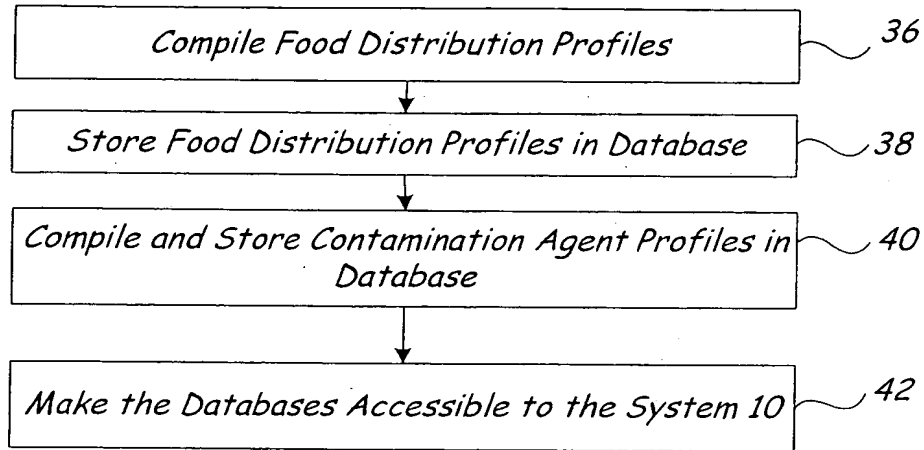 Compile Food Distribution Profiles
36
Store Food Distribution Profiles in Database
38
Compile and Store Contamination Agent Profiles in
Database
40
Make the Databases Accessible to the System 10
42